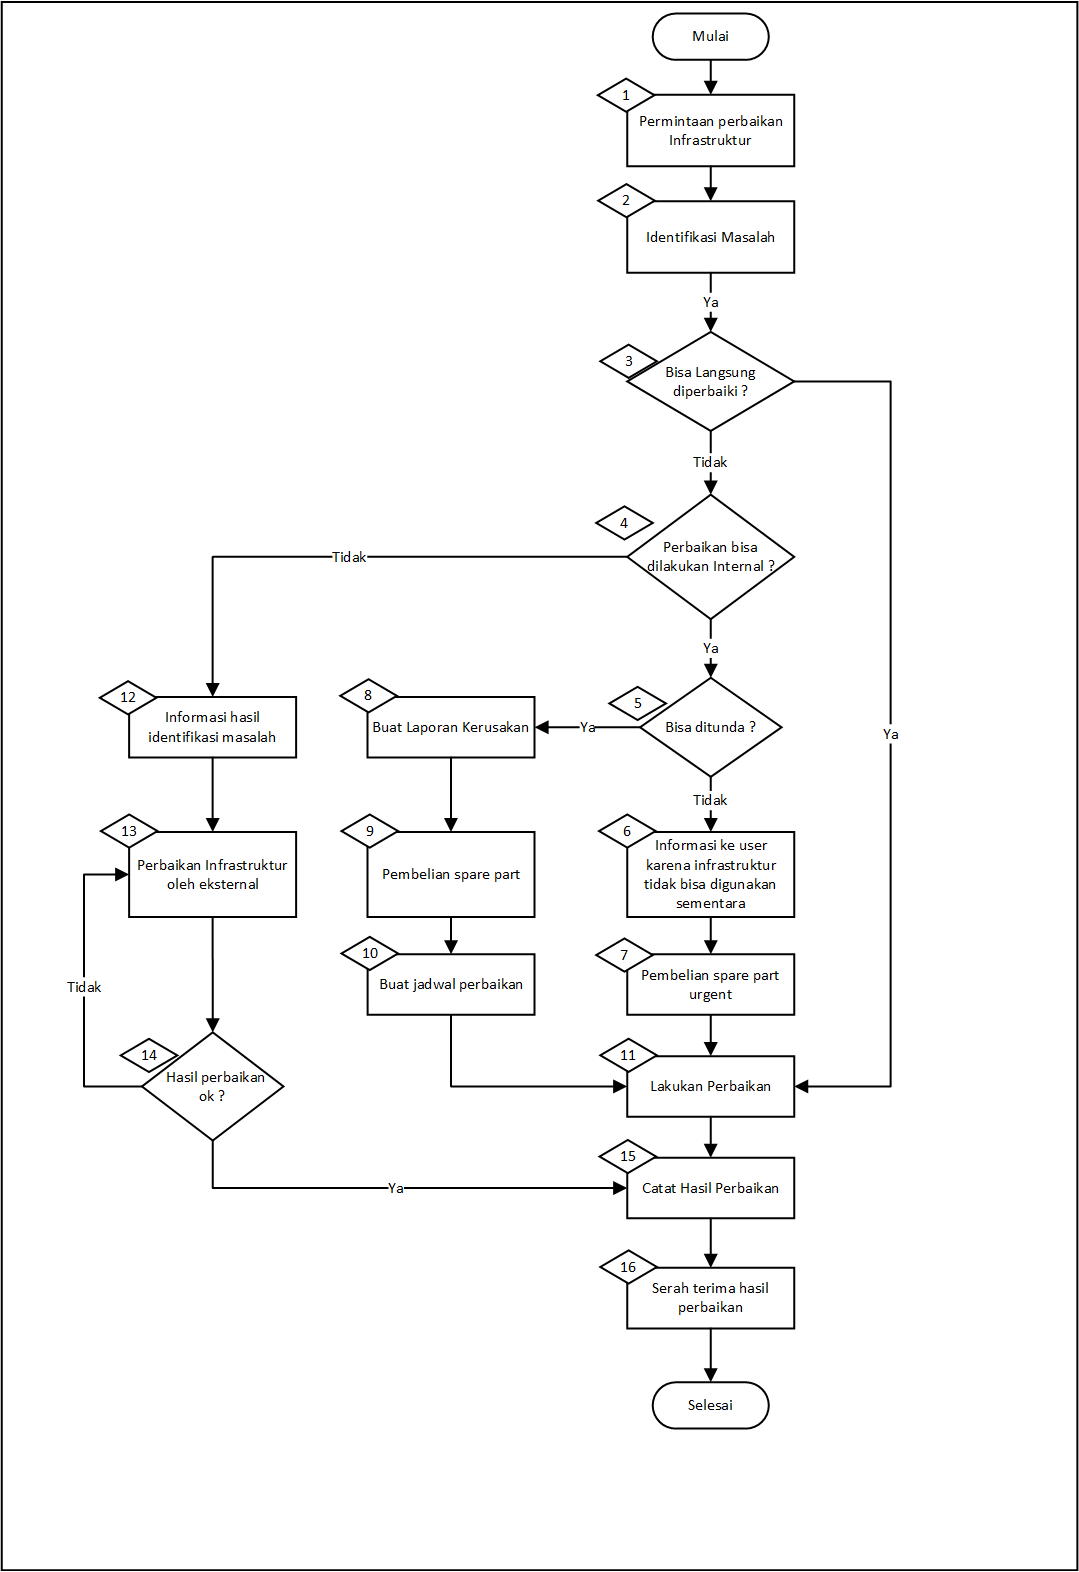 Mulai
1
Permintaan perbaikan
Infrastruktur
2
Identifikasi Masalah
Ya
3
Bisa Langsung
diperbaiki ?
Tidak
4
Perbaikan bisa
dilakukan Internal ?
Tidak
Ya
12
Informasi hasil
identifikasi masalah
8
Buat Laporan Kerusakan
Ya
5
Bisa ditunda ?
Ya
Tidak
13
Perbaikan Infrastruktur
oleh eksternal
9
Pembelian spare part
6
Informasi ke user
karena infrastruktur
tidak bisa digunakan
sementara
10
Buat jadwal perbaikan
7
Pembelian spare part
urgent
Tidak
14
Hasil perbaikan
ok ?
11
Lakukan Perbaikan
Ya
15
Catat Hasil Perbaikan
16
Serah terima hasil
perbaikan
Selesai